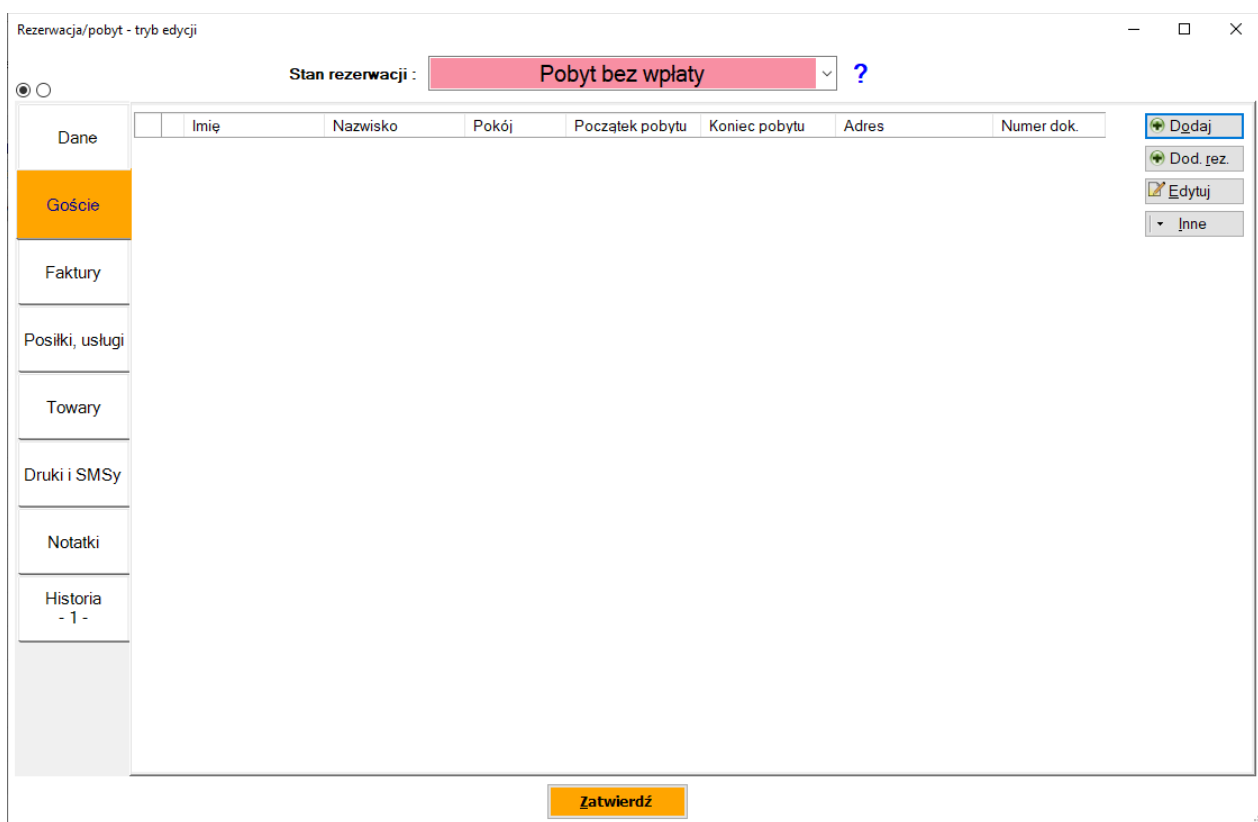 Rezerwacja/pobyt - tryb edycji
Stan rezerwacji : Pobyt bez wpłaty ?
Dane
Imię Nazwisko Pokój Początek pobytu Koniec pobytu Adres Numer dok.
Dodaj
Dod. rez.
Edytuj
Inne
Goście
Faktury
Posiłki, usługi
Towary
Druki i SMSy
Notatki
Historia
- 1 -
Zatwierdź